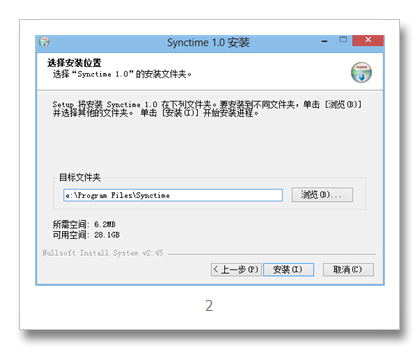 Synctime 1.0 安装
选择安装位置
选择“Synctime 1.0”的安装文件夹。
Setup 将安装 Synctime 1.0 在下列文件夹。要安装到不同文件夹，单击 [浏览(B)]
并选择其他的文件夹。 单击 [安装(I)] 开始安装进程。
目标文件夹
e:\Program Files\Synctime
浏览(B)...
所需空间: 6.2MB
可用空间: 28.1GB
Nullsoft Install System v2.45
< 上一步(P) 安装(I) 取消(C)
2